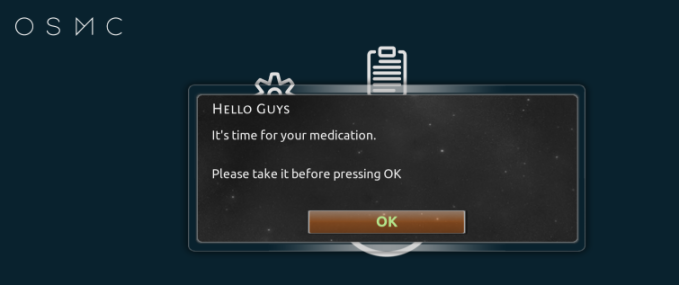 OSMC
Hello Guys
It's time for your medication.
Please take it before pressing OK
OK